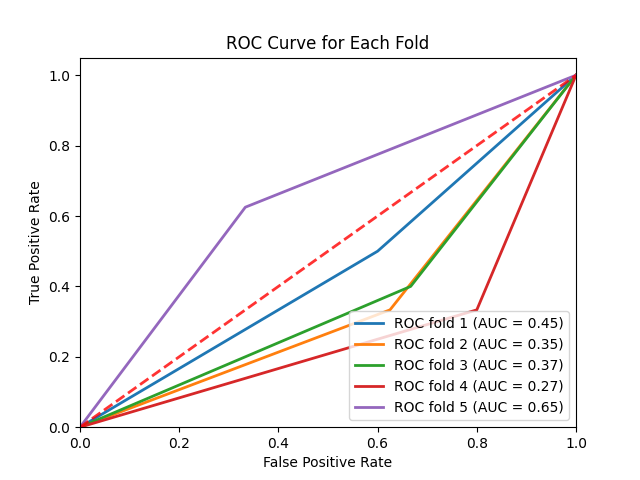 ROC Curve for Each Fold
True Positive Rate
1.0
0.8
0.6
0.4
0.2
0.0
ROC fold 1 (AUC = 0.45)
ROC fold 2 (AUC = 0.35)
ROC fold 3 (AUC = 0.37)
ROC fold 4 (AUC = 0.27)
ROC fold 5 (AUC = 0.65)
0.0 0.2 0.4 0.6 0.8 1.0
False Positive Rate